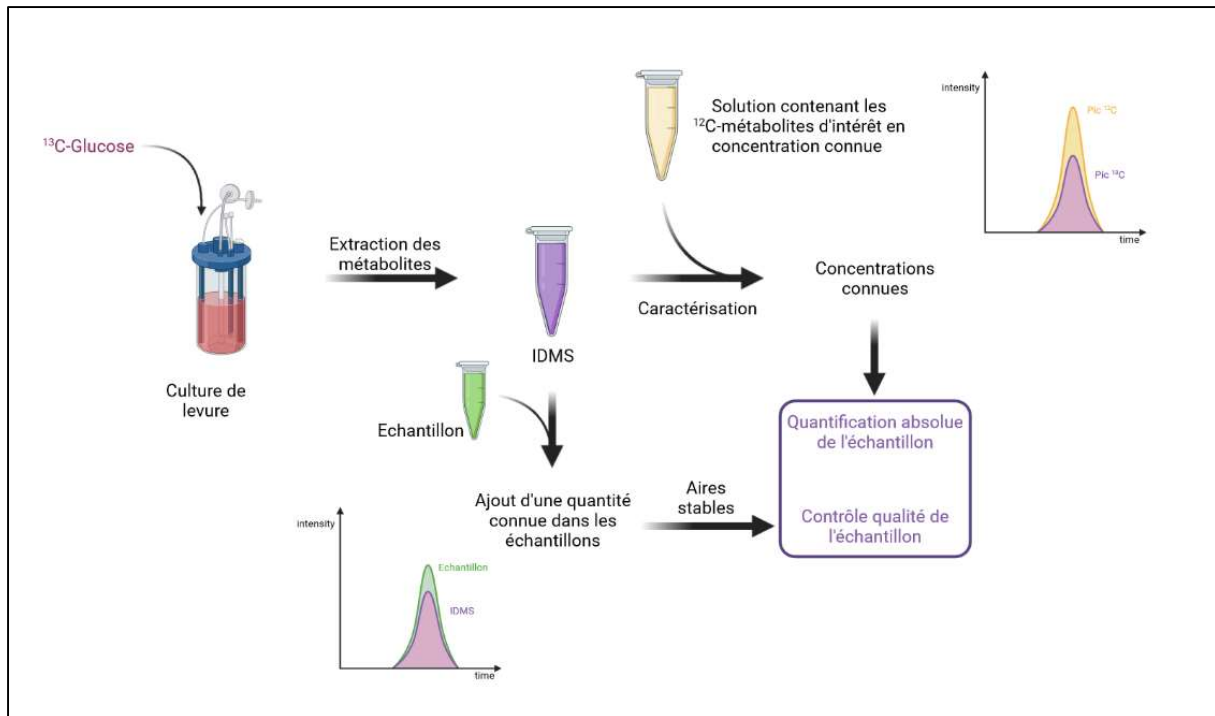 ¹³C-Glucose
Culture de
levure
Extraction des
métabolites
IDMS
Solution contenant les
¹²C-métabolites d'intérêt en
concentration connue
Caractérisation
Concentrations
connues
intensity
Pic ¹²C
Pic ¹³C
time
Echantillon
Ajout d'une quantité
connue dans les
échantillons
Aires
stables
Quantification absolue
de l'échantillon
Contrôle qualité de
l'échantillon
intensity
Echantillon
IDMS
time